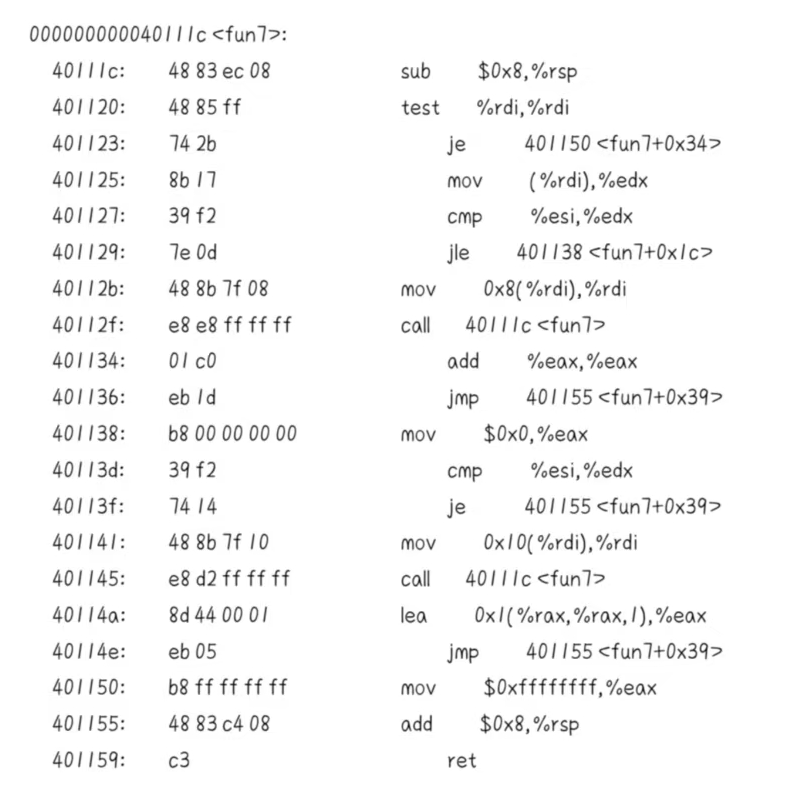 000000000040111c <fun7>:
40111c: 48 83 ec 08 sub $0x8,%rsp
401120: 48 85 ff test %rdi,%rdi
401123: 74 2b je 401150 <fun7+0x34>
401125: 8b 17 mov (%rdi),%edx
401127: 39 f2 cmp %esi,%edx
401129: 7e 0d jle 401138 <fun7+0x1c>
40112b: 48 8b 7f 08 mov 0x8(%rdi),%rdi
40112f: e8 e8 ff ff ff call 40111c <fun7>
401134: 01 c0 add %eax,%eax
401136: eb 1d jmp 401155 <fun7+0x39>
401138: b8 00 00 00 00 mov $0x0,%eax
40113d: 39 f2 cmp %esi,%edx
40113f: 74 14 je 401155 <fun7+0x39>
401141: 48 8b 7f 10 mov 0x10(%rdi),%rdi
401145: e8 d2 ff ff ff call 40111c <fun7>
40114a: 8d 44 00 01 lea 0x1(%rax,%rax,1),%eax
40114e: eb 05 jmp 401155 <fun7+0x39>
401150: b8 ff ff ff ff mov $0xffffffff,%eax
401155: 48 83 c4 08 add $0x8,%rsp
401159: c3 ret